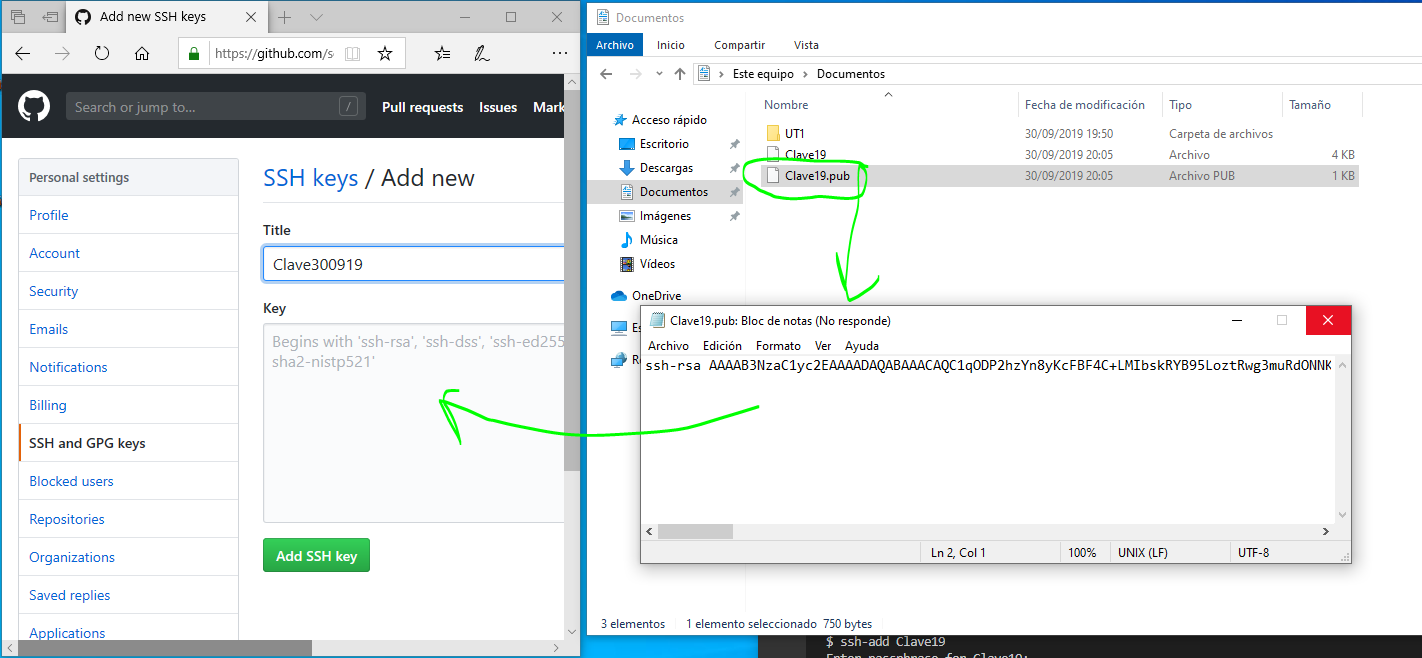 Add new SSH keys
https://github.com/s
Search or jump to...
/
Pull requests
Issues
Mark
Personal settings
Profile
Account
Security
Emails
Notifications
Billing
SSH and GPG keys
Blocked users
Repositories
Organizations
Saved replies
Applications
SSH keys / Add new
Title
Clave300919
Key
Begins with 'ssh-rsa', 'ssh-dss', 'ssh-ed255
sha2-nistp521'
Add SSH key
Documentos
Archivo Inicio Compartir Vista
Este equipo > Documentos
Acceso rápido
Escritorio
Descargas
Documentos
Imágenes
Música
Vídeos
OneDrive
Es
R
Nombre Fecha de modificación Tipo Tamaño
UT1 30/09/2019 19:50 Carpeta de archivos
Clave19 30/09/2019 20:05 Archivo 4 KB
Clave19.pub 30/09/2019 20:05 Archivo PUB 1 KB
Clave19.pub: Bloc de notas (No responde)
Archivo Edición Formato Ver Ayuda
ssh-rsa AAAAB3NzaC1yc2EAAAADAQABAAACAQC1qODP2hzYn8yKcFBF4C+LMIbskRYB95LoztRwg3muRdONNK
Ln 2, Col 1 100% UNIX (LF) UTF-8
3 elementos 1 elemento seleccionado 750 bytes
$ ssh-add Clave19
Enter passphrase for Clave19: